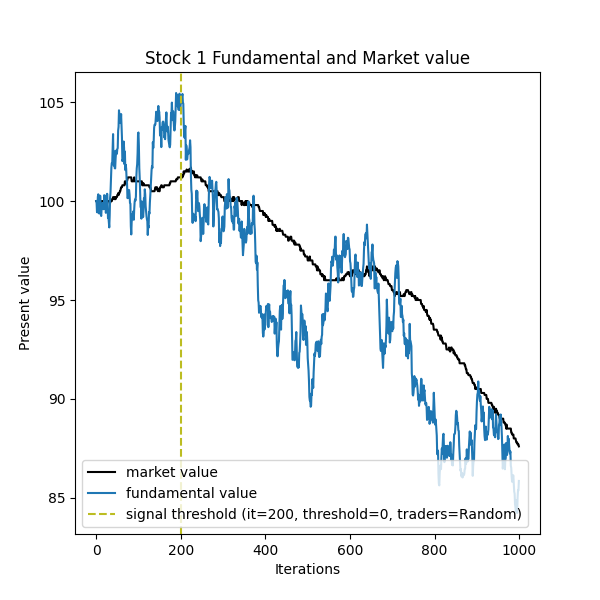 Stock 1 Fundamental and Market value
Present value
105
100
95
90
85
market value
fundamental value
signal threshold (it=200, threshold=0, traders=Random)
0 200 400 600 800 1000
Iterations